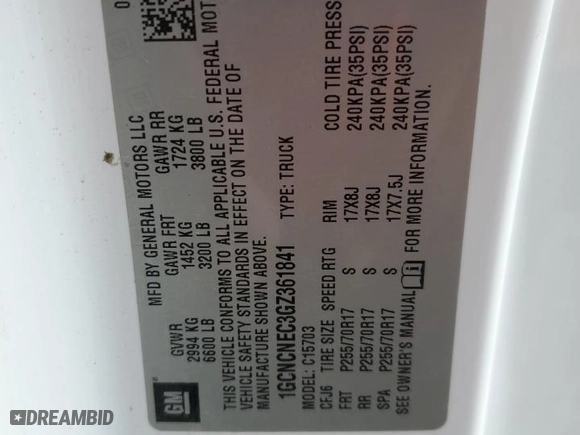 0
MFD BY GENERAL MOTORS LLC
GVWR GAWR FRT GAWR RR
2994 KG 1452 KG 1724 KG
6600 LB 3200 LB 3800 LB
THIS VEHICLE CONFORMS TO ALL APPLICABLE U.S. FEDERAL MOT
VEHICLE SAFETY STANDARDS IN EFFECT ON THE DATE OF
MANUFACTURE SHOWN ABOVE.
1GCNCNEC3GZ361841 TYPE: TRUCK
MODEL: C15703
CFJ6 TIRE SIZE SPEED RTG RIM COLD TIRE PRESS
FRT P255/70R17 S 17X8J 240KPA(35PSI)
RR P255/70R17 S 17X8J 240KPA(35PSI)
SPA P255/70R17 S 17X7.5J 240KPA(35PSI)
SEE OWNER'S MANUAL FOR MORE INFORMATION.
GM
DREAMBID